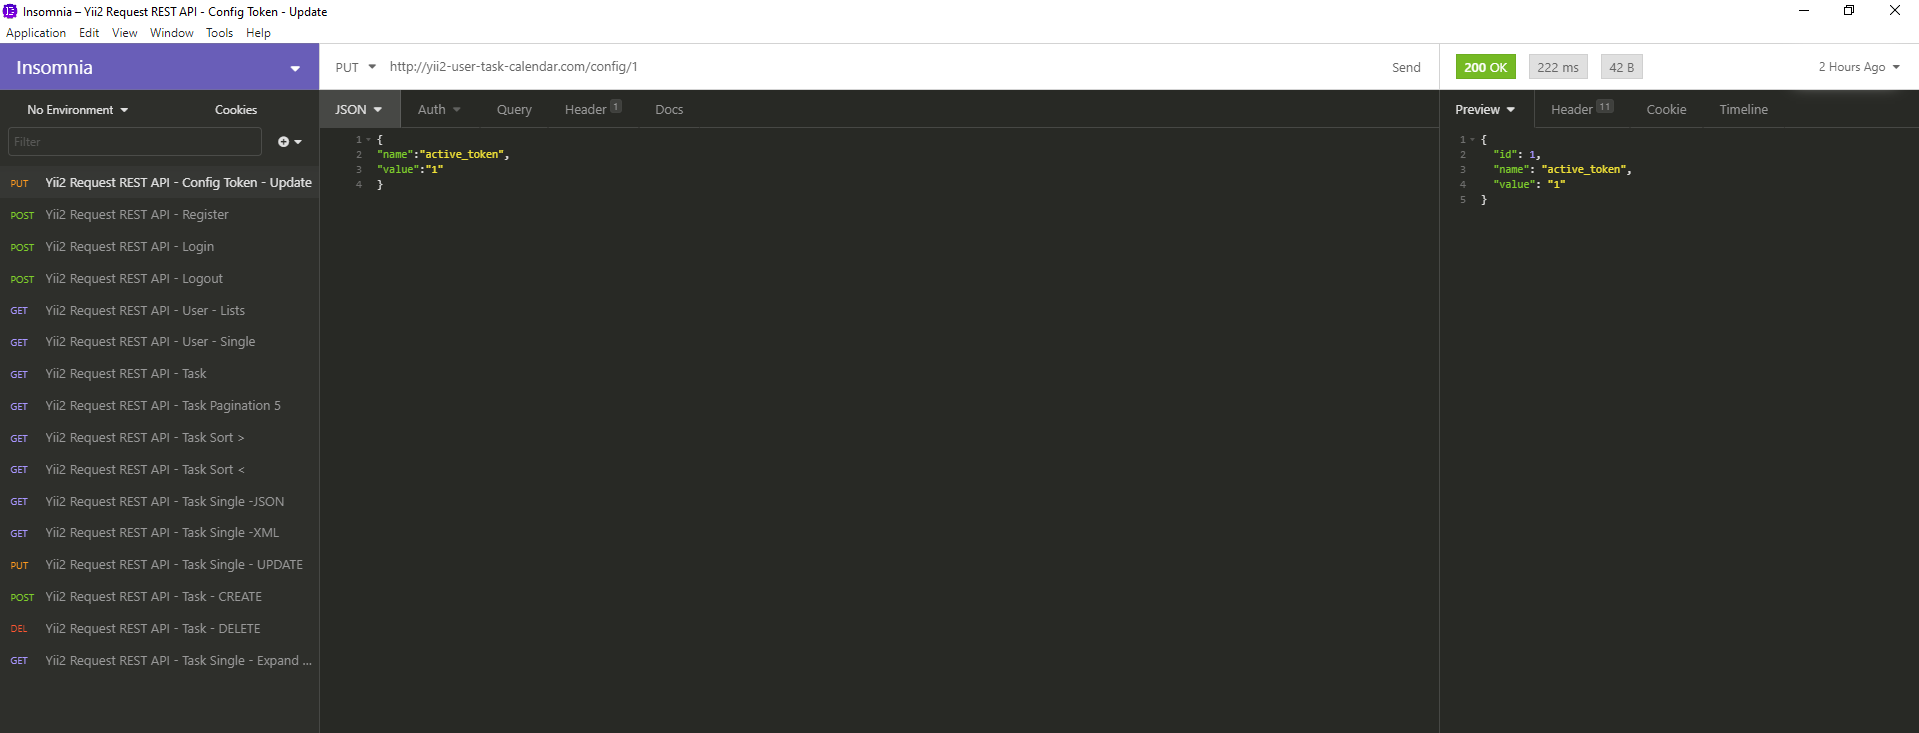 Insomnia – Yii2 Request REST API - Config Token - Update
Application Edit View Window Tools Help
Insomnia
No Environment Cookies
Filter
PUT Yii2 Request REST API - Config Token - Update
POST Yii2 Request REST API - Register
POST Yii2 Request REST API - Login
POST Yii2 Request REST API - Logout
GET Yii2 Request REST API - User - Lists
GET Yii2 Request REST API - User - Single
GET Yii2 Request REST API - Task
GET Yii2 Request REST API - Task Pagination 5
GET Yii2 Request REST API - Task Sort >
GET Yii2 Request REST API - Task Sort <
GET Yii2 Request REST API - Task Single -JSON
GET Yii2 Request REST API - Task Single -XML
PUT Yii2 Request REST API - Task Single - UPDATE
POST Yii2 Request REST API - Task - CREATE
DEL Yii2 Request REST API - Task - DELETE
GET Yii2 Request REST API - Task Single - Expand ...
PUT http://yii2-user-task-calendar.com/config/1 Send
JSON Auth Query Header 1 Docs
1 {
2 "name":"active_token",
3 "value":"1"
4 }
200 OK 222 ms 42 B 2 Hours Ago
Preview Header 11 Cookie Timeline
1 {
2 "id": 1,
3 "name": "active_token",
4 "value": "1"
5 }